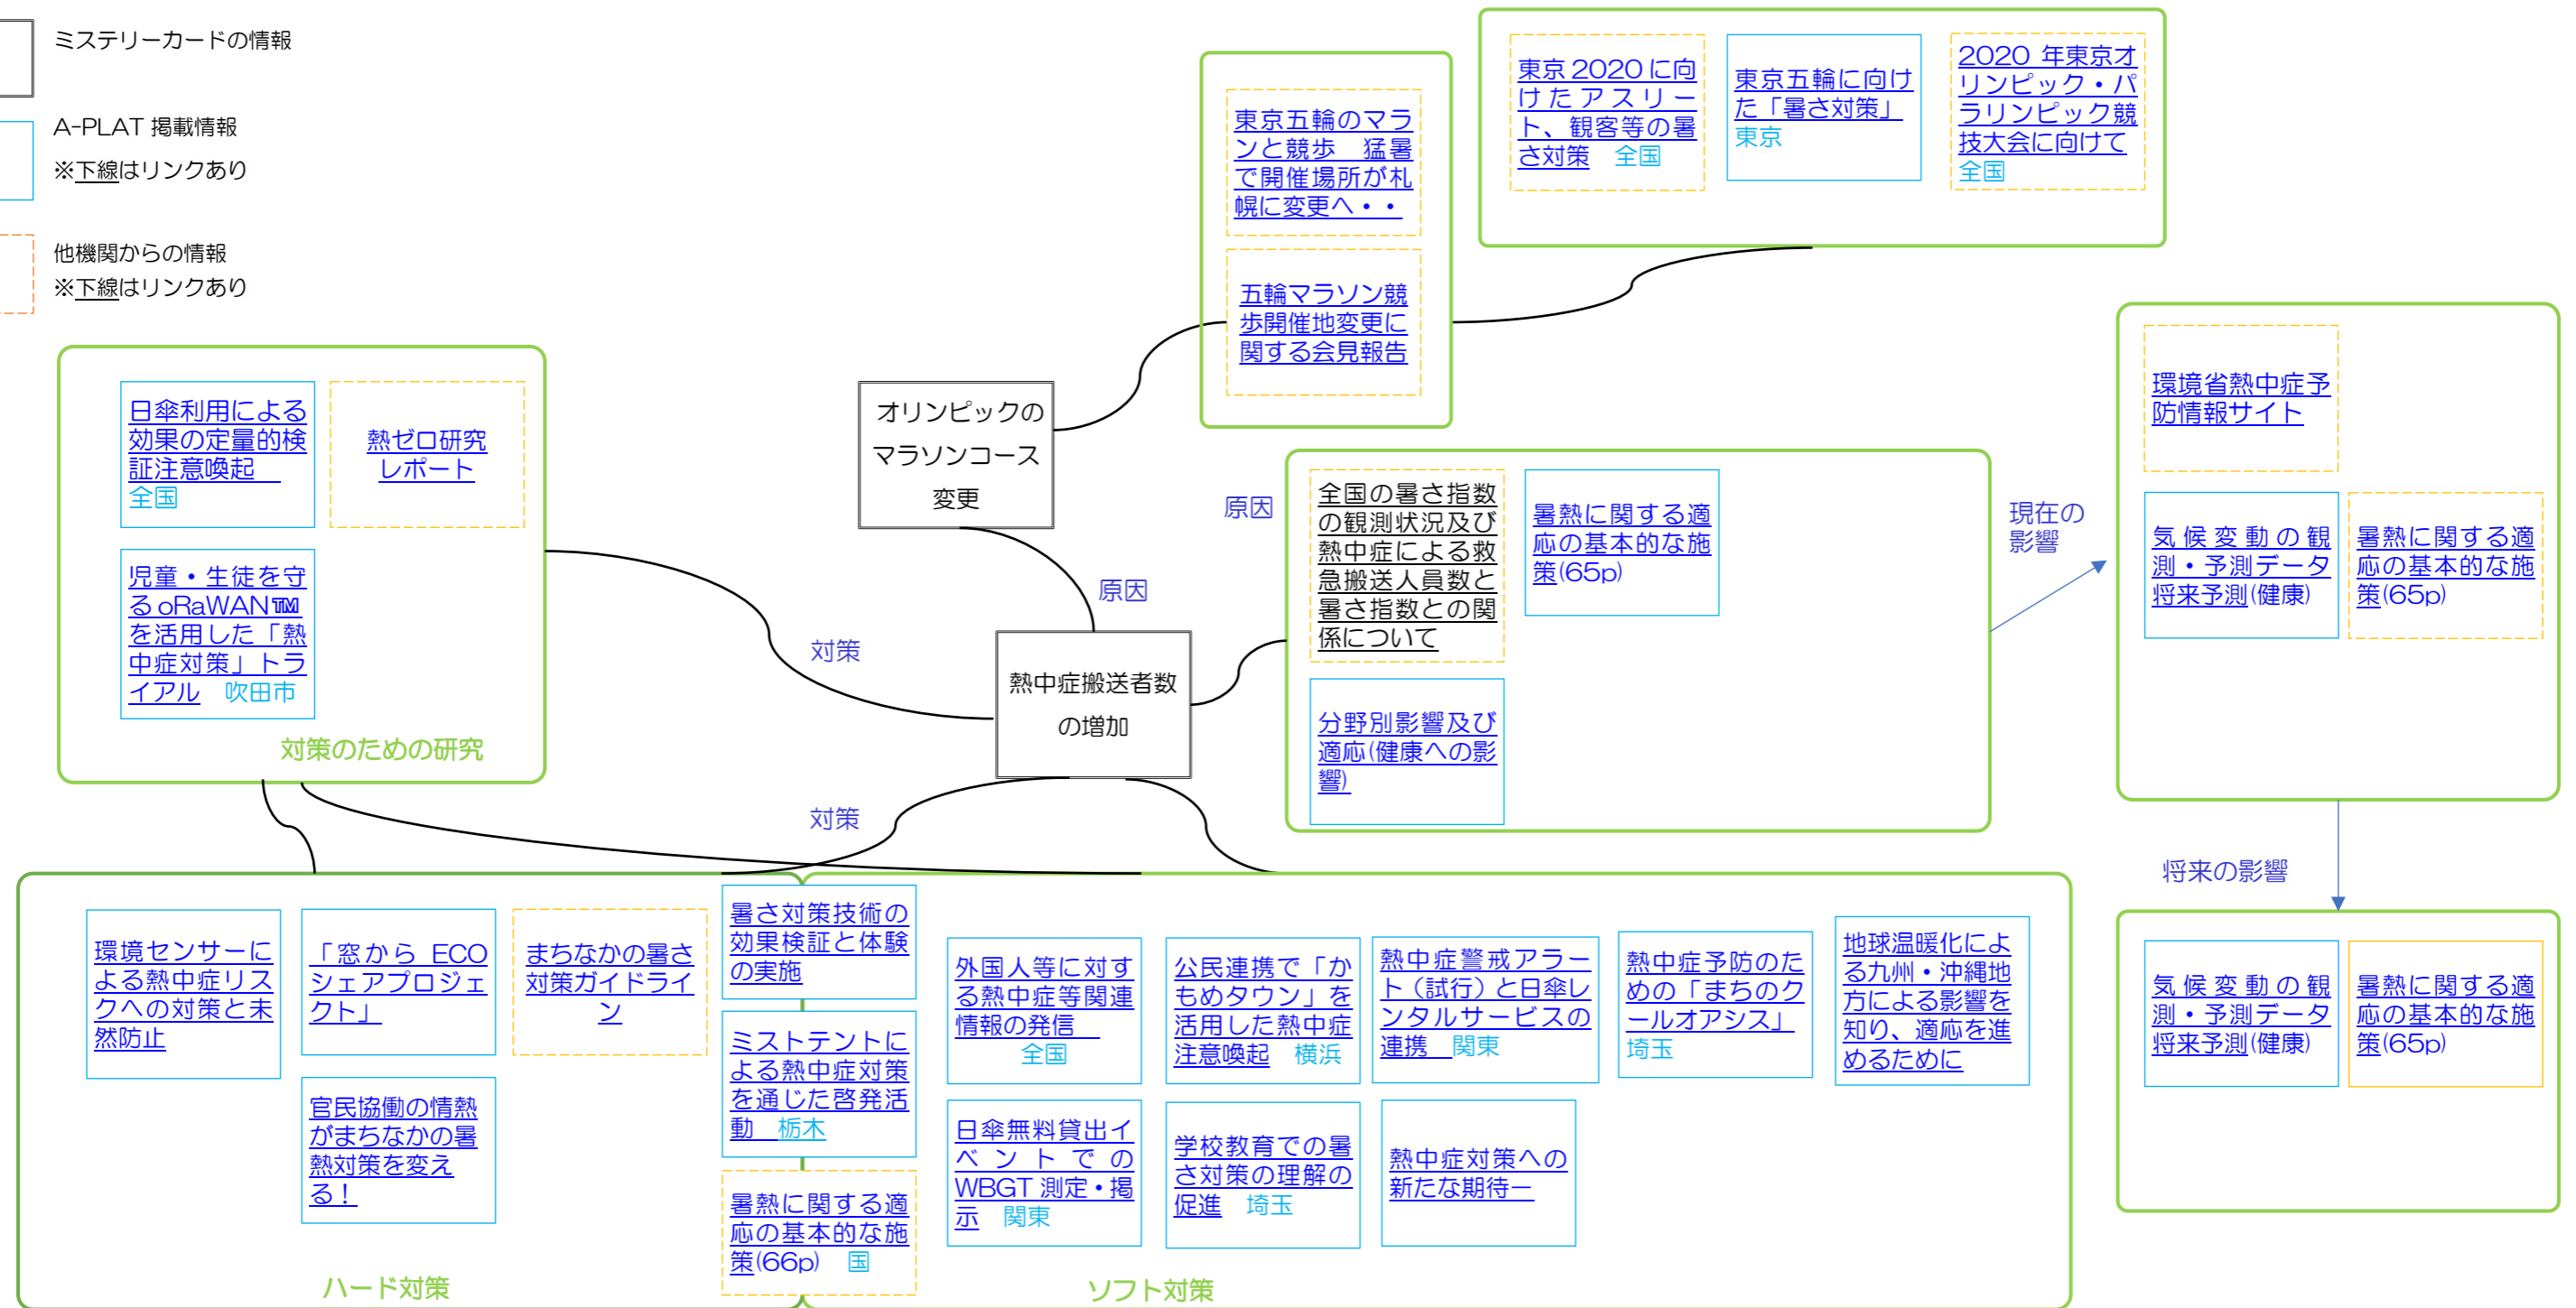 ミステリーカードの情報
A-PLAT 掲載情報
※下線はリンクあり
他機関からの情報
※下線はリンクあり
東京五輪のマラ
ンと競歩　猛暑
で開催場所が札
幌に変更へ・・
五輪マラソン競
歩開催地変更に
関する会見報告
東京 2020 に向
けたアスリー
ト、観客等の暑
さ対策　全国
東京五輪に向け
た「暑さ対策」
東京
2020 年東京オ
リンピック・パ
ラリンピック競
技大会に向けて
全国
日傘利用による
効果の定量的検
証注意喚起
全国
熱ゼロ研究
レポート
児童・生徒を守
る oRaWAN™
を活用した「熱
中症対策」トラ
イアル　吹田市
対策のための研究
オリンピックの
マラソンコース
変更
原因
対策
熱中症搬送者数
の増加
対策
原因
全国の暑さ指数
の観測状況及び
熱中症による救
急搬送人員数と
暑さ指数との関
係について
暑熱に関する適
応の基本的な施
策(65p)
分野別影響及び
適応(健康への影
響)
現在の
影響
環境省熱中症予
防情報サイト
気候変動の観
測・予測データ
将来予測(健康)
暑熱に関する適
応の基本的な施
策(65p)
将来の影響
気候変動の観
測・予測データ
将来予測(健康)
暑熱に関する適
応の基本的な施
策(65p)
環境センサーに
よる熱中症リス
クへの対策と未
然防止
「窓から ECO
シェアプロジェ
クト」
まちなかの暑さ
対策ガイドライ
ン
官民協働の情熱
がまちなかの暑
熱対策を変え
る！
ハード対策
暑さ対策技術の
効果検証と体験
の実施
ミストテントに
よる熱中症対策
を通じた啓発活
動　栃木
暑熱に関する適
応の基本的な施
策(66p)　国
外国人等に対す
る熱中症等関連
情報の発信
全国
公民連携で「か
もめタウン」を
活用した熱中症
注意喚起　横浜
熱中症警戒アラー
ト（試行）と日傘レ
ンタルサービスの
連携　関東
熱中症予防のた
めの「まちのク
ールオアシス」
埼玉
地球温暖化によ
る九州・沖縄地
方による影響を
知り、適応を進
めるために
日傘無料貸出イ
ベントでの
WBGT 測定・掲
示　関東
学校教育での暑
さ対策の理解の
促進　埼玉
熱中症対策への
新たな期待ー
ソフト対策